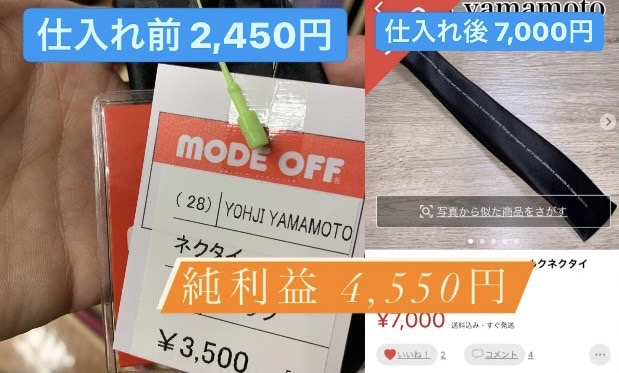 仕入れ前 2,450円
MODE OFF
(28) YOHJI YAMAMOTO
ネクタイ
¥3,500
仕入れ後 7,000円
yamamoto
写真から似た商品をさがす
クネクタイ
¥7,000 送料込み・すぐ発送
いいね! 2 コメント 4
純利益 4,550円